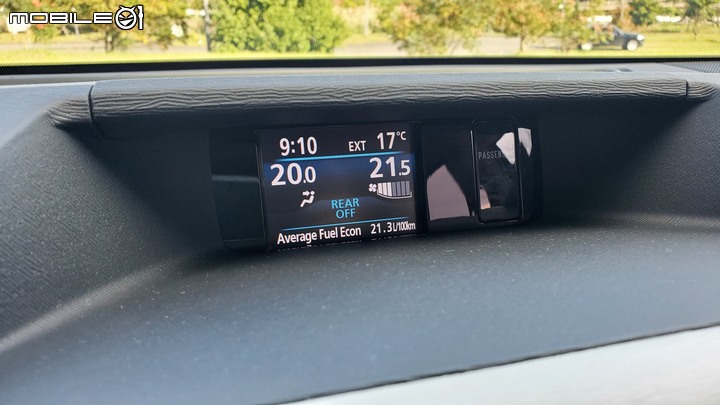 MOBILE01
9:10 EXT 17°C
20.0 21.5
REAR
OFF
Average Fuel Econ 21.3L/100km